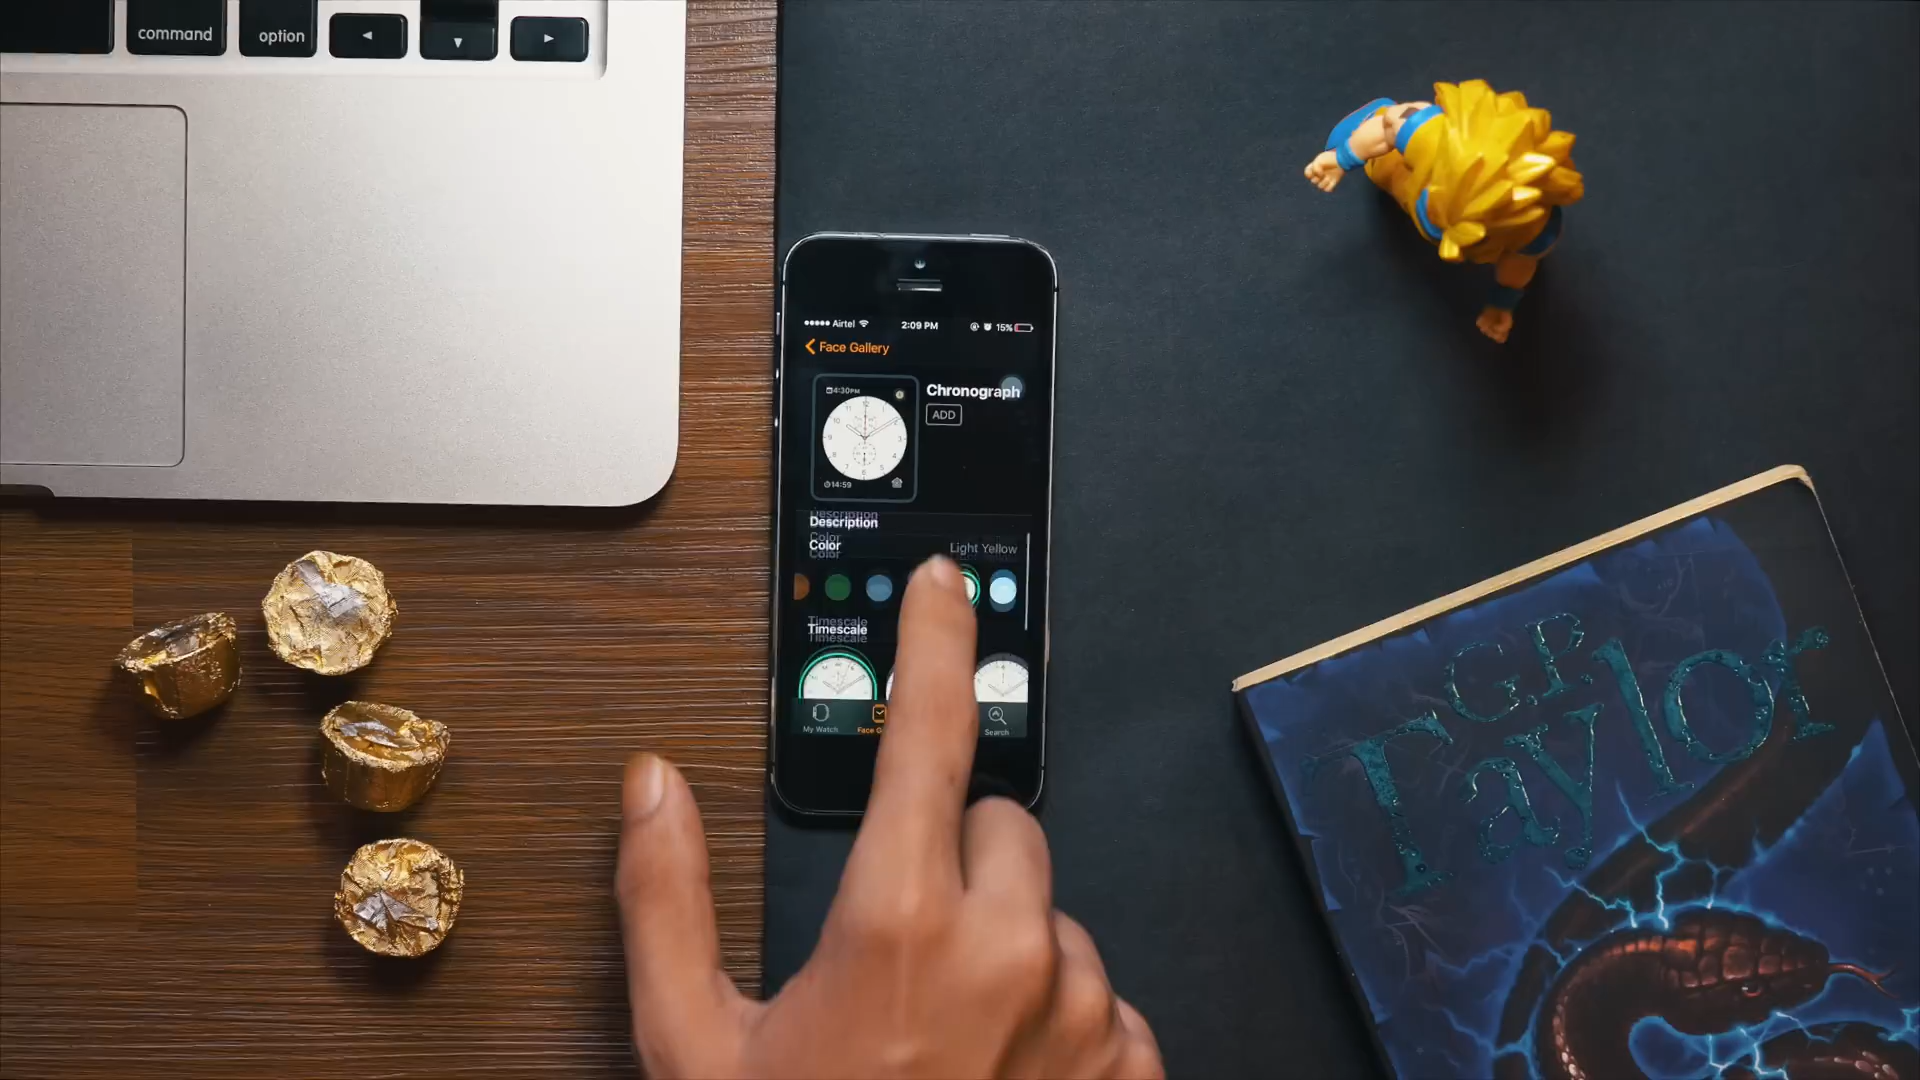 command
option
Airtel
2:09 PM
15%
Face Gallery
4:30PM
Chronograph
ADD
14:59
Description
Color
Light Yellow
Timescale
My Watch
Face G
Search
G.P.
Taylor